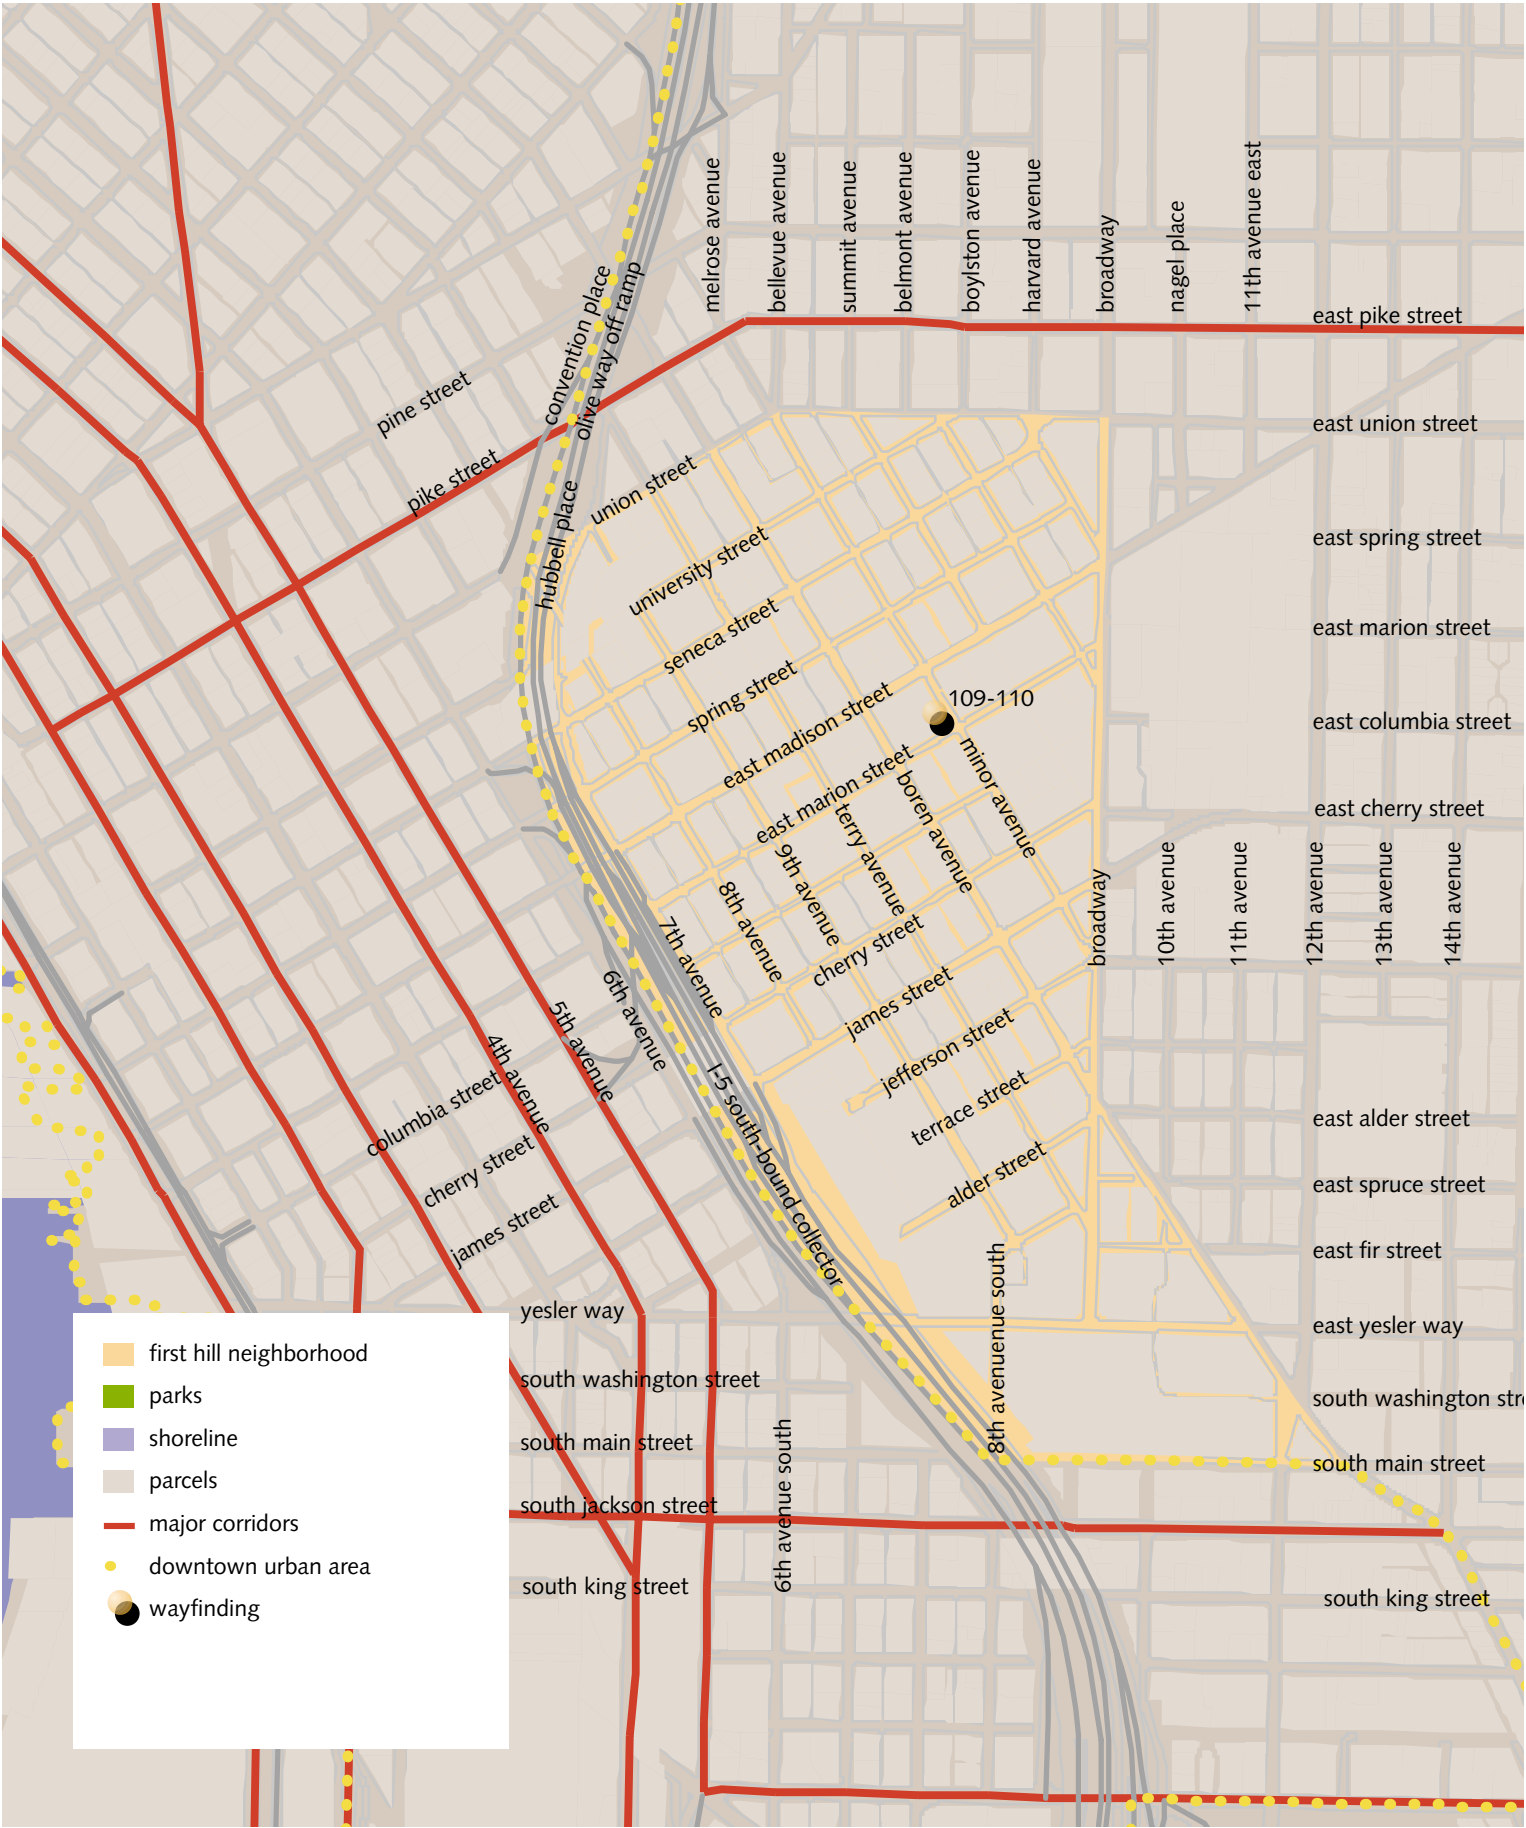 melrose avenue
bellevue avenue
summit avenue
belmont avenue
boylston avenue
harvard avenue
broadway
nagel place
11th avenue east
east pike street
convention place
olive way off ramp
pine street
pike street
hubbell place
union street
east union street
university street
east spring street
seneca street
east marion street
spring street
109-110
east madison street
east columbia street
east marion street
minor avenue
boren avenue
terry avenue
east cherry street
9th avenue
8th avenue
7th avenue
6th avenue
5th avenue
4th avenue
broadway
10th avenue
11th avenue
12th avenue
13th avenue
14th avenue
cherry street
james street
jefferson street
terrace street
alder street
I-5 south-bound collector
columbia street
cherry street
james street
east alder street
east spruce street
east fir street
8th avenuenue south
yesler way
east yesler way
south washington street
south washington stre
south main street
south main street
6th avenue south
south jackson street
south king street
south king street
first hill neighborhood
parks
shoreline
parcels
major corridors
downtown urban area
wayfinding